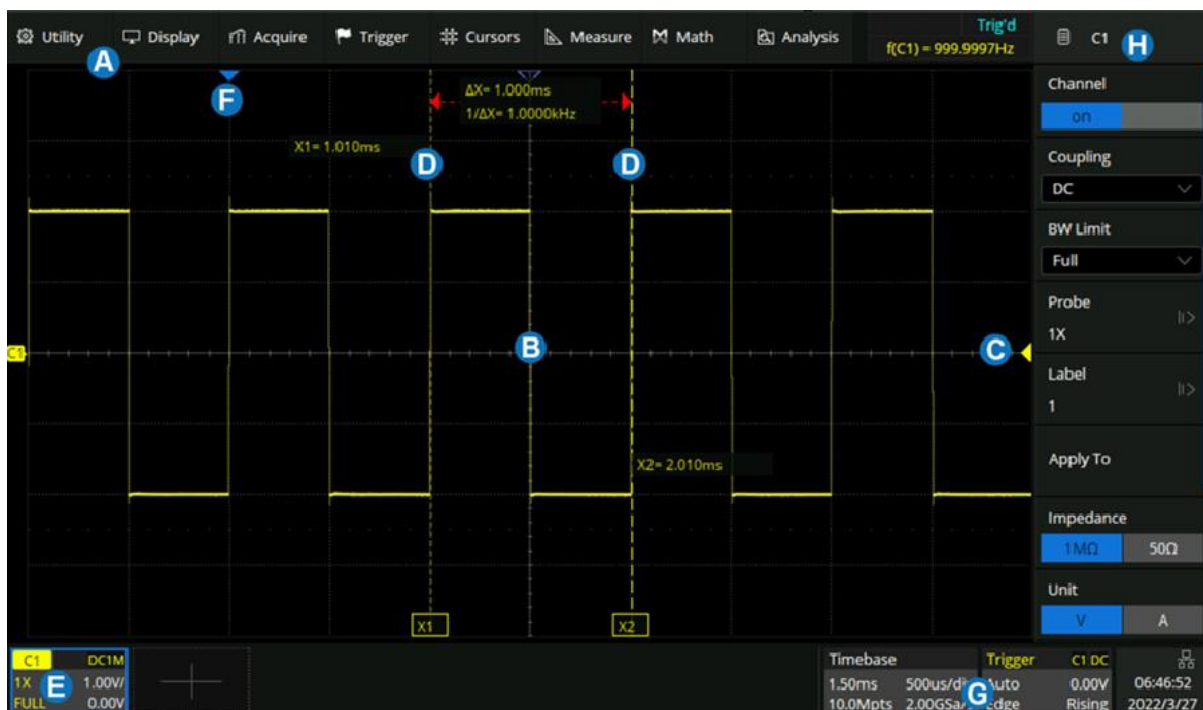 Utility Display Acquire Trigger Cursors Measure Math Analysis
Trig'd
f(C1) = 999.9997Hz
C1
A
H
F
ΔX= 1.000ms
1/ΔX= 1.0000kHz
X1= 1.010ms
D
D
B
C
C1
X2= 2.010ms
X1
X2
Channel
on
Coupling
DC
BW Limit
Full
Probe
1X
Label
1
Apply To
Impedance
1MΩ 50Ω
Unit
V A
C1 DC1M
1X 1.00V/
FULL 0.00V
E
Timebase
1.50ms 500us/di
10.0Mpts 2.00GSa/
G
Trigger C1 DC
Auto 0.00V
Edge Rising
06:46:52
2022/3/27